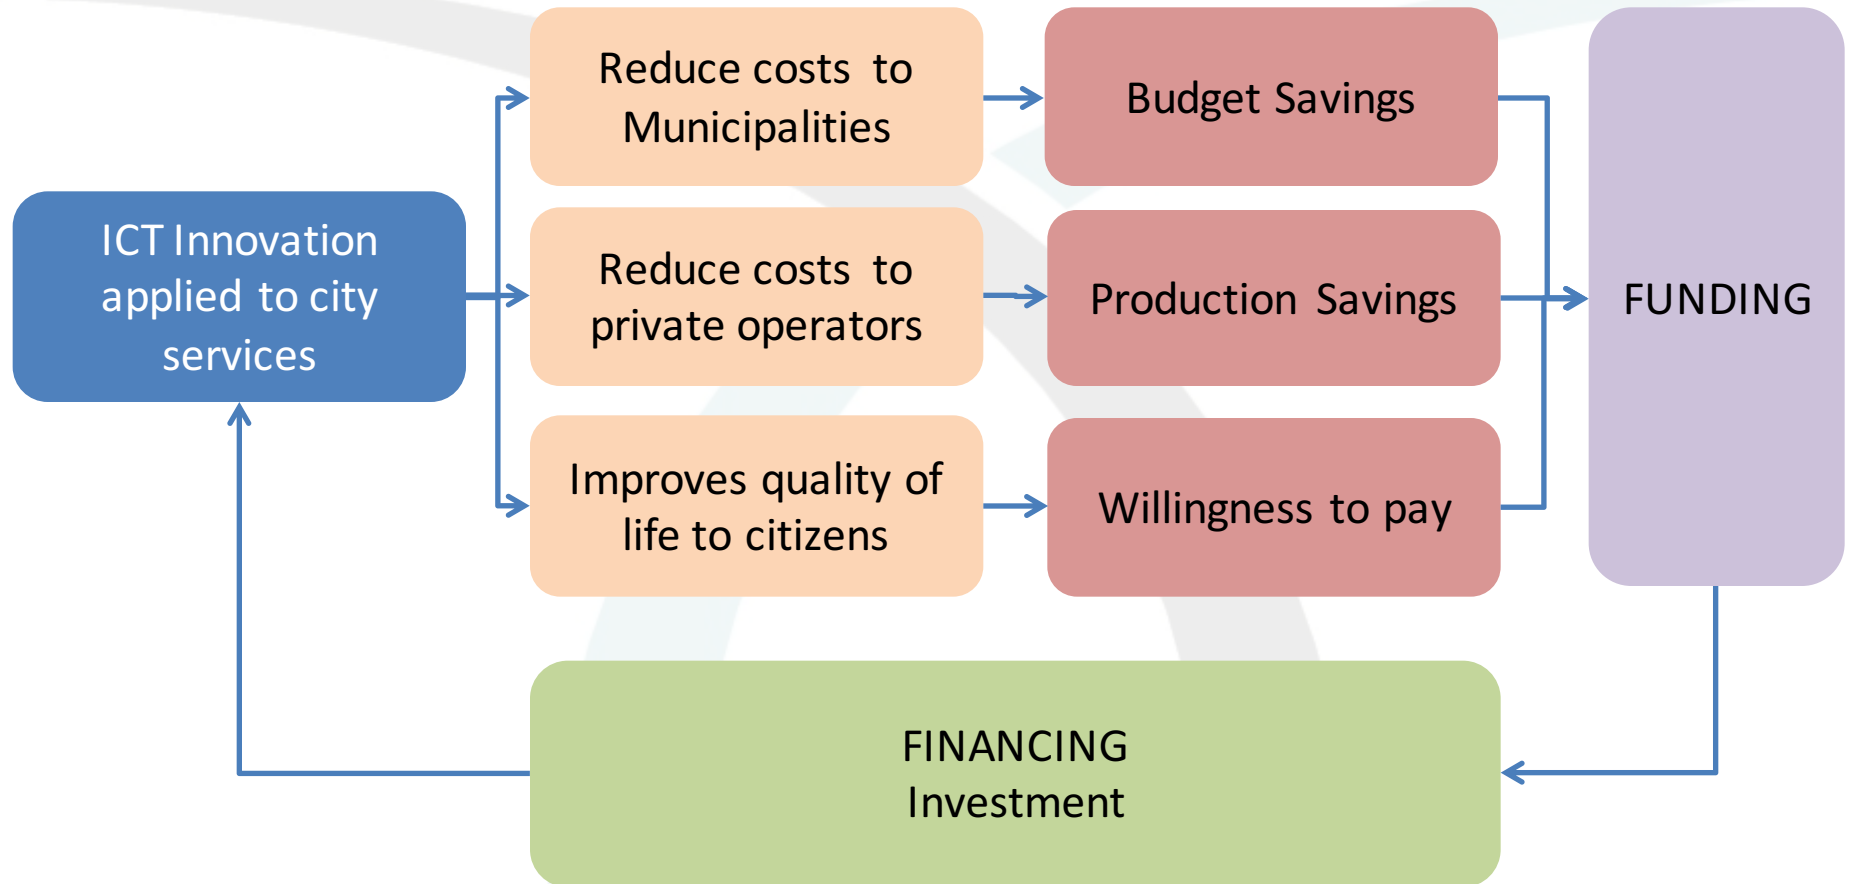 Reduce costs to
Municipalities
Budget Savings
ICT Innovation
applied to city
services
Reduce costs to
private operators
Production Savings
FUNDING
Improves quality of
life to citizens
Willingness to pay
FINANCING
Investment